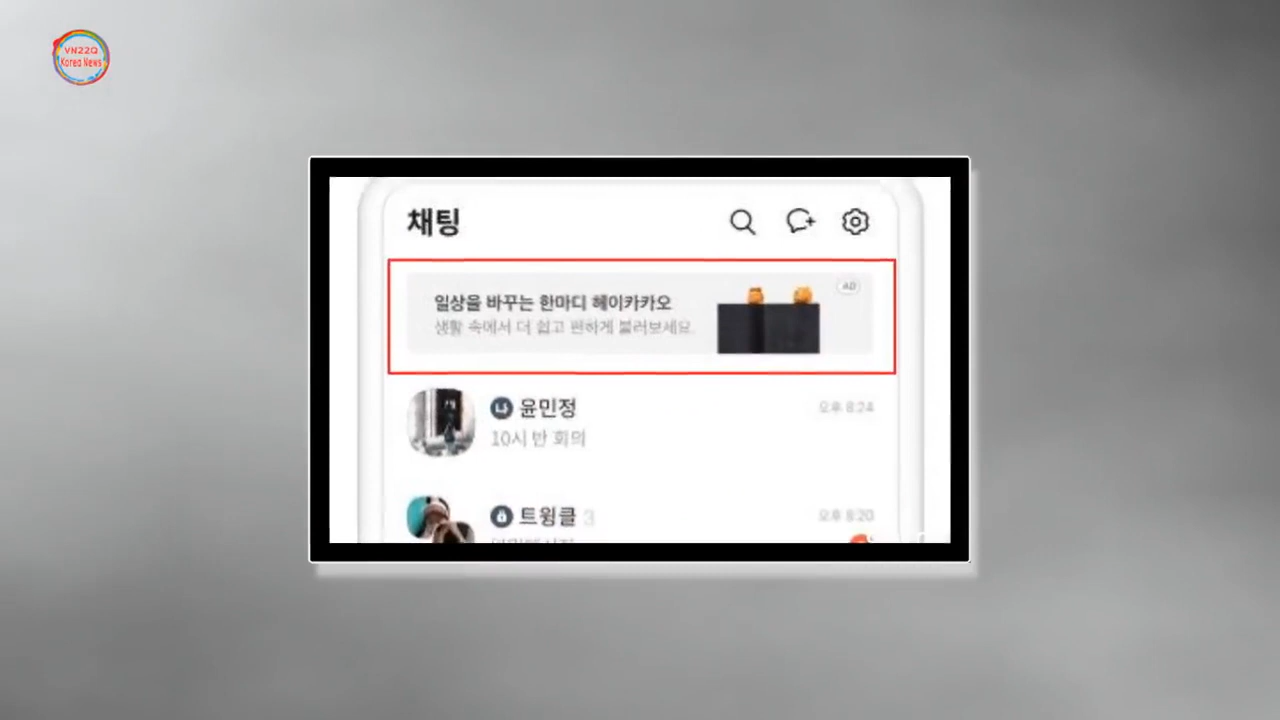 VN22Q
Korea News
채팅
일상을 바꾸는 한마디 헤이카카오
AD
생활 속에서 더 쉽고 편하게 불러보세요.
윤민정
오후 8:24
10시 반 회의
트윙클 3
오후 8:20